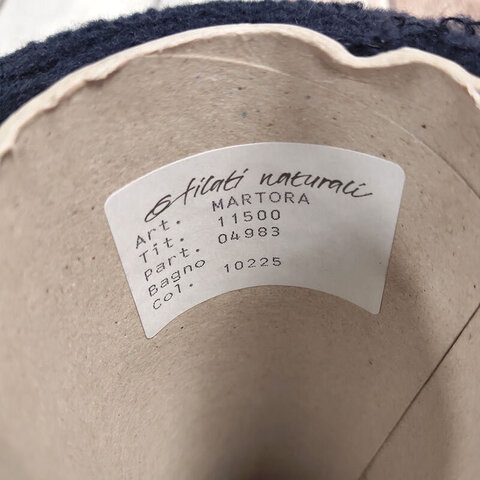 filati naturali
Art. MARTORA
Tit. 11500
Part. 04983
Bagno
Col. 10225